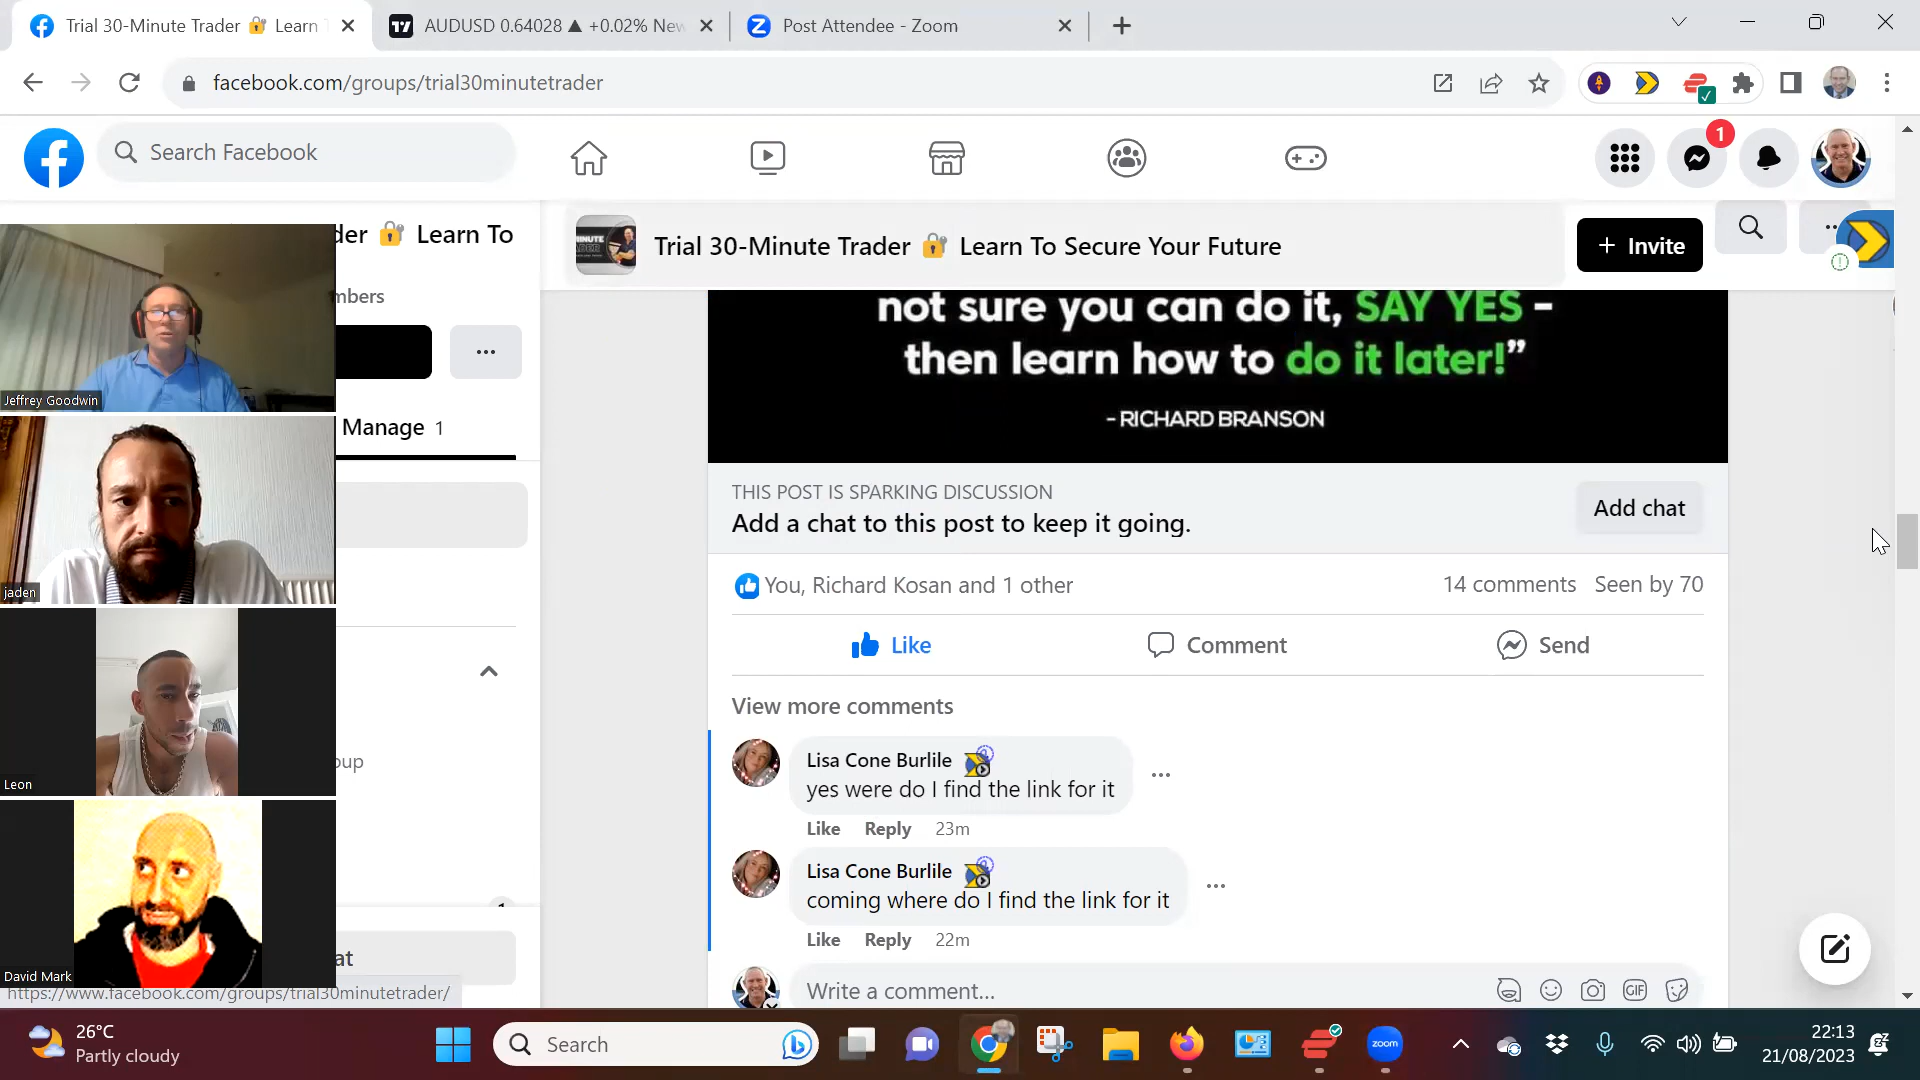 Trial 30-Minute Trader 🔐 Learn
AUDUSD 0.64028 ▲ +0.02% New
Post Attendee - Zoom
facebook.com/groups/trial30minutetrader
Search Facebook
1
der 🔐 Learn To
Trial 30-Minute Trader 🔐 Learn To Secure Your Future
+ Invite
mbers
Manage 1
oup
at
https://www.facebook.com/groups/trial30minutetrader/
Jeffrey Goodwin
jaden
Leon
David Mark
not sure you can do it, SAY YES –
then learn how to do it later!”
- RICHARD BRANSON
THIS POST IS SPARKING DISCUSSION
Add a chat to this post to keep it going.
Add chat
You, Richard Kosan and 1 other
14 comments Seen by 70
Like
Comment
Send
View more comments
Lisa Cone Burlile
yes were do I find the link for it
Like Reply 23m
Lisa Cone Burlile
coming where do I find the link for it
Like Reply 22m
Write a comment...
GIF
26°C
Partly cloudy
Search
zoom
22:13
21/08/2023